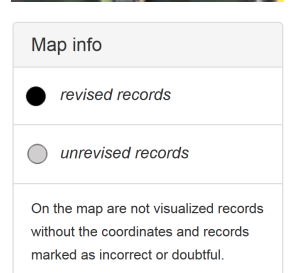 Map info
revised records
unrevised records
On the map are not visualized records
without the coordinates and records
marked as incorrect or doubtful.